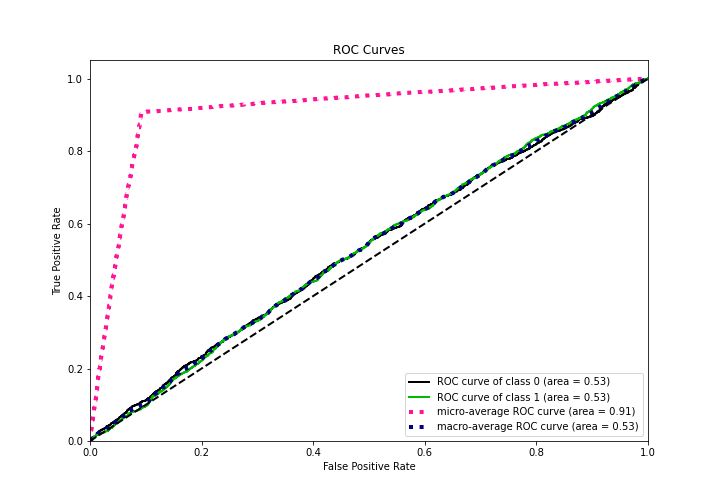 ROC Curves
True Positive Rate
1.0
0.8
0.6
0.4
0.2
0.0
ROC curve of class 0 (area = 0.53)
ROC curve of class 1 (area = 0.53)
micro-average ROC curve (area = 0.91)
macro-average ROC curve (area = 0.53)
0.0 0.2 0.4 0.6 0.8 1.0
False Positive Rate